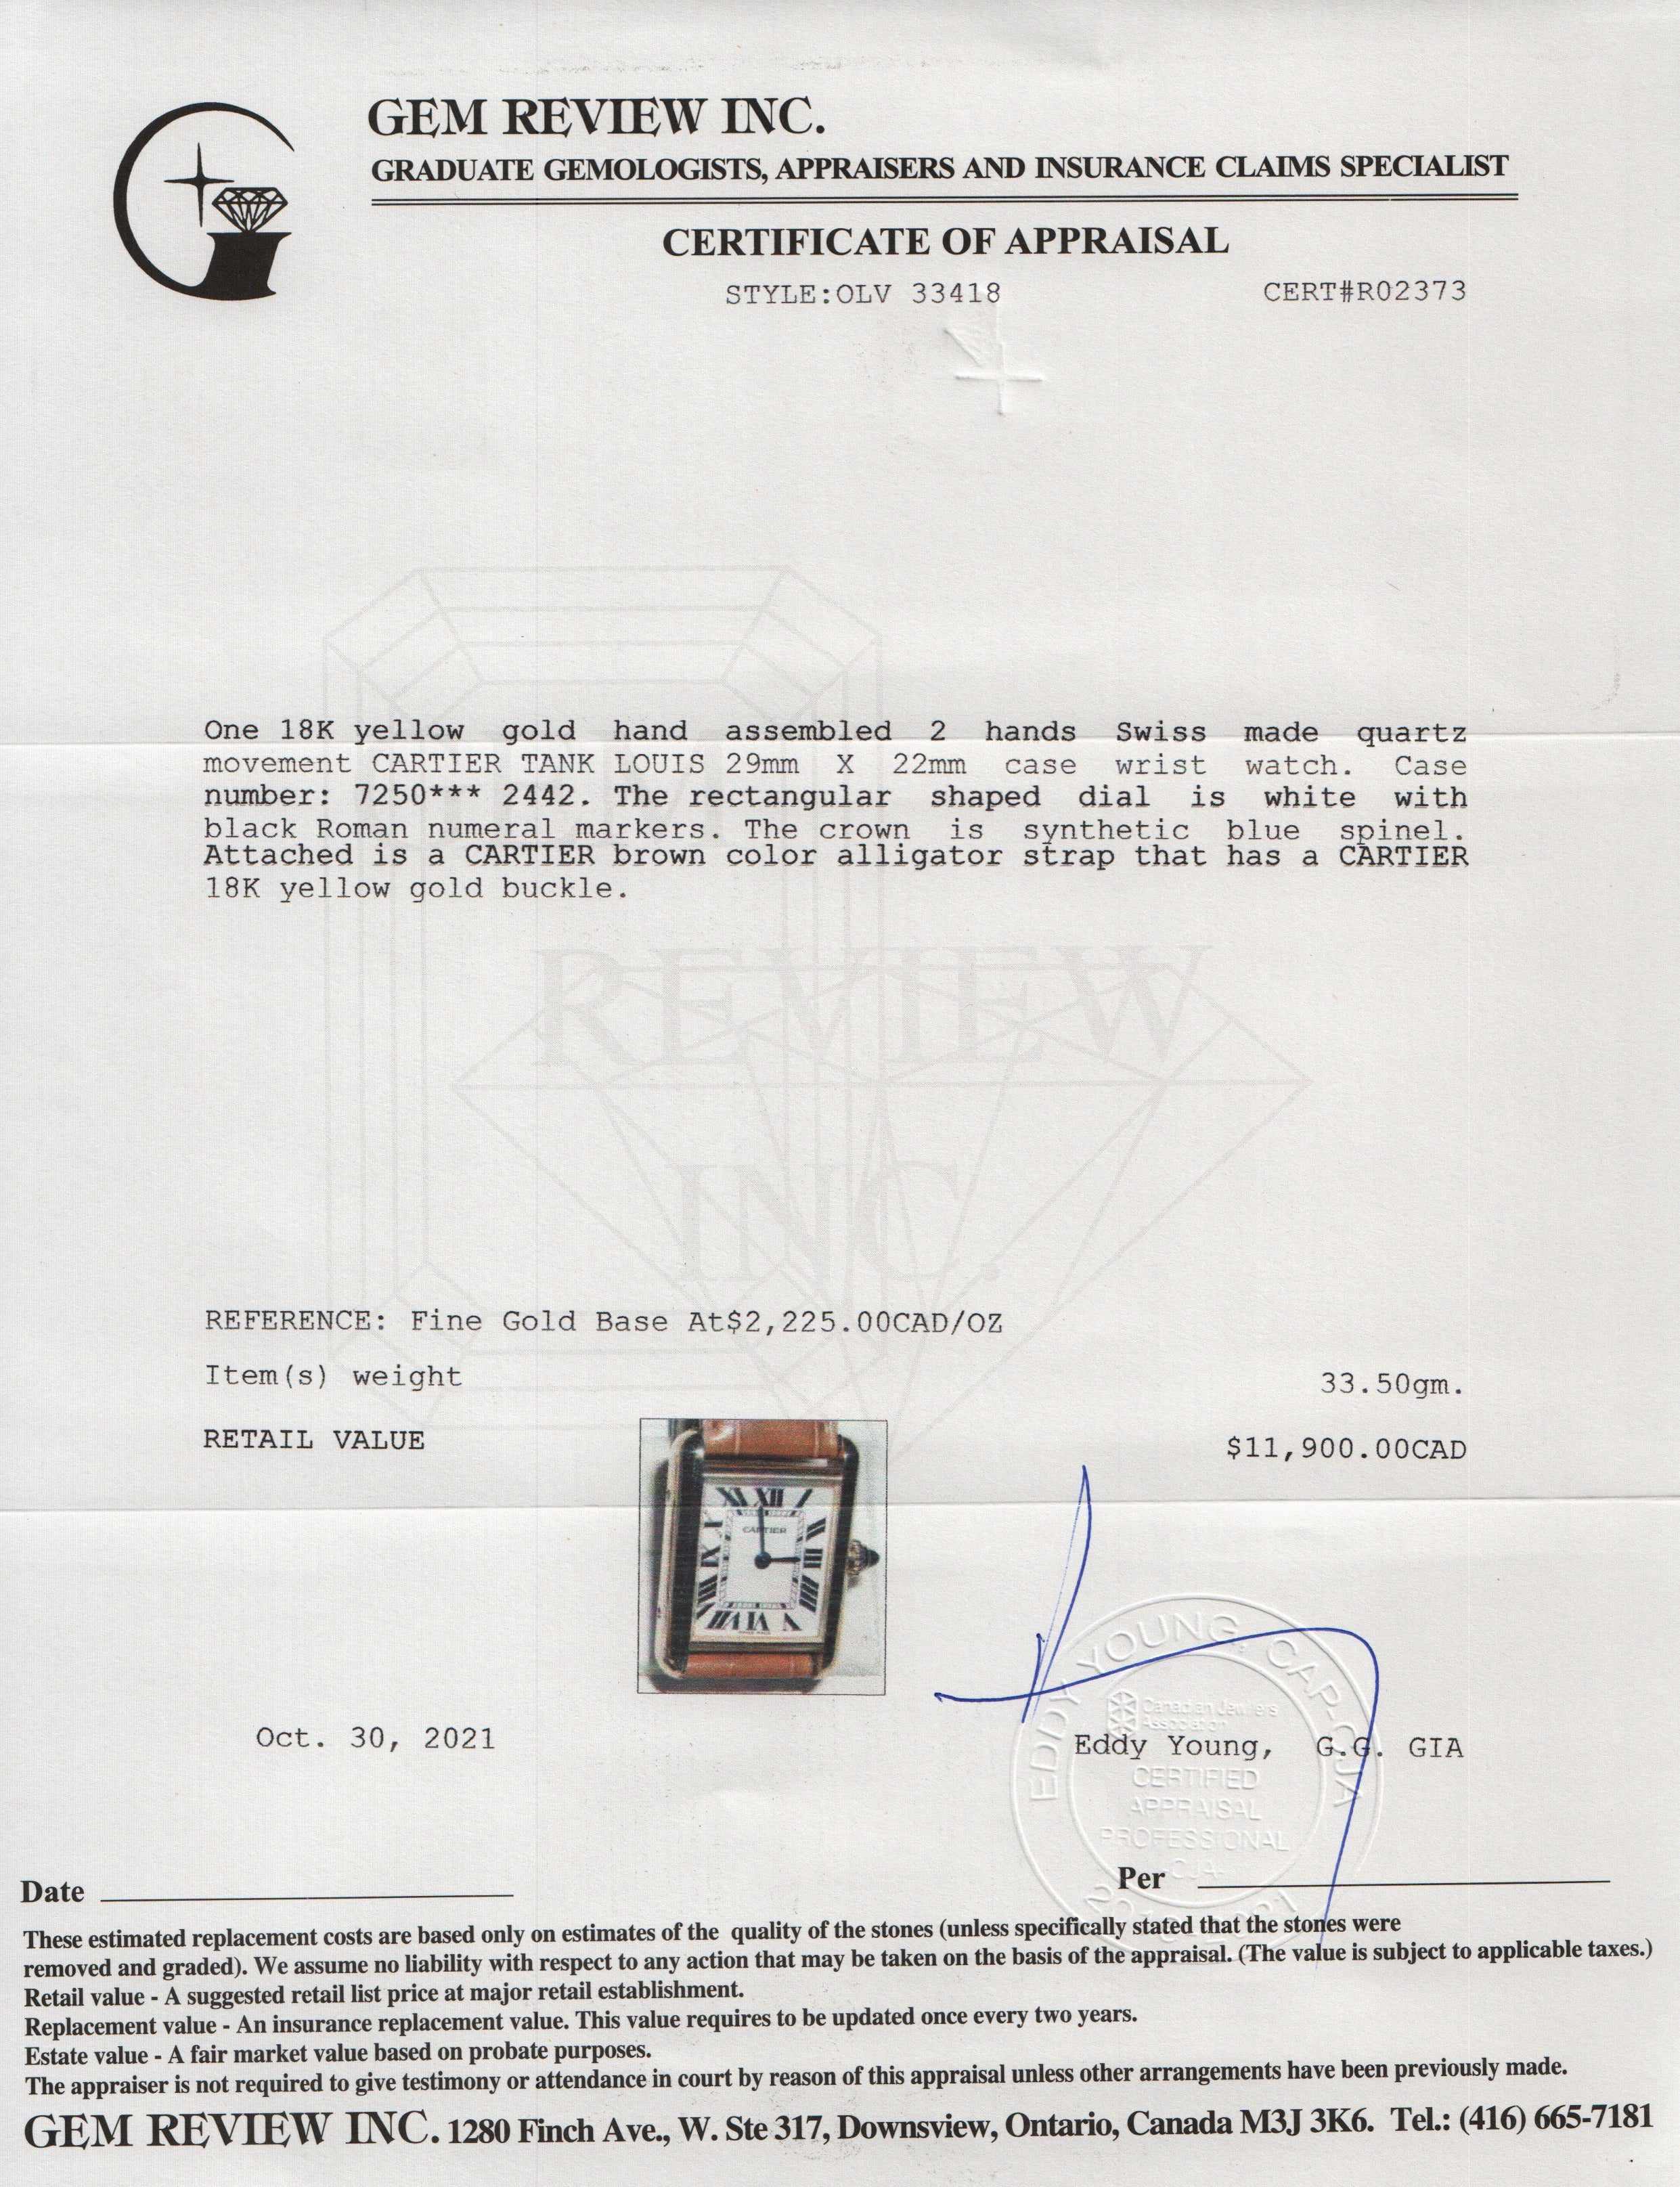 GEM REVIEW INC.
GRADUATE GEMOLOGISTS, APPRAISERS AND INSURANCE CLAIMS SPECIALIST
CERTIFICATE OF APPRAISAL
STYLE:OLV 33418 CERT#R02373
One 18K yellow gold hand assembled 2 hands Swiss made quartz
movement CARTIER TANK LOUIS 29mm X 22mm case wrist watch. Case
number: 7250*** 2442. The rectangular shaped dial is white with
black Roman numeral markers. The crown is synthetic blue spinel.
Attached is a CARTIER brown color alligator strap that has a CARTIER
18K yellow gold buckle.
REVIEW
INC.
REFERENCE: Fine Gold Base At$2,225.00CAD/OZ
Item(s) weight 33.50gm.
RETAIL VALUE $11,900.00CAD
CARTIER
EDDY YOUNG, CAP-CJA
Canadian Jewellers
Association
Oct. 30, 2021 Eddy Young, G.G. GIA
CERTIFIED
APPRAISAL
PROFESSIONAL
CJA
Date Per
These estimated replacement costs are based only on estimates of the quality of the stones (unless specifically stated that the stones were
removed and graded). We assume no liability with respect to any action that may be taken on the basis of the appraisal. (The value is subject to applicable taxes.)
Retail value - A suggested retail list price at major retail establishment.
Replacement value - An insurance replacement value. This value requires to be updated once every two years.
Estate value - A fair market value based on probate purposes.
The appraiser is not required to give testimony or attendance in court by reason of this appraisal unless other arrangements have been previously made.
GEM REVIEW INC. 1280 Finch Ave., W. Ste 317, Downsview, Ontario, Canada M3J 3K6. Tel.: (416) 665-7181